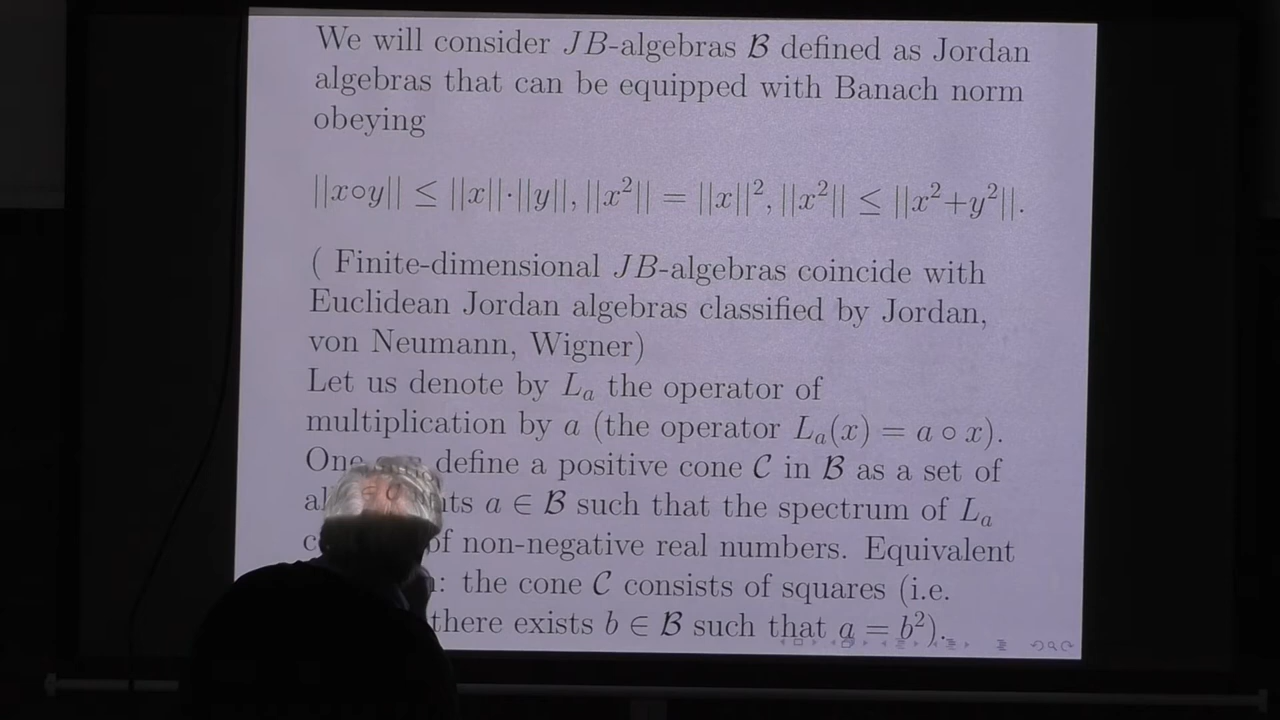 We will consider JB-algebras ℬ defined as Jordan
algebras that can be equipped with Banach norm
obeying
||x∘y|| ≤ ||x||·||y||, ||x²|| = ||x||², ||x²|| ≤ ||x²+y²||.
( Finite-dimensional JB-algebras coincide with
Euclidean Jordan algebras classified by Jordan,
von Neumann, Wigner)
Let us denote by Lₐ the operator of
multiplication by a (the operator Lₐ(x) = a ∘ x).
One define a positive cone 𝒞 in ℬ as a set of
a ∈ ℬ such that the spectrum of Lₐ
of non-negative real numbers. Equivalent
: the cone 𝒞 consists of squares (i.e.
there exists b ∈ ℬ such that a = b²).